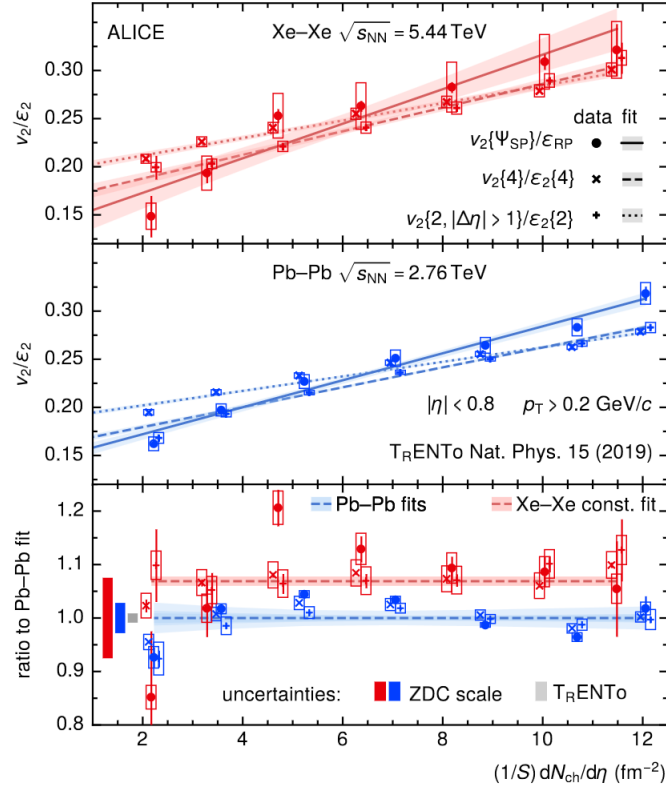 ALICE
Xe–Xe √sNN = 5.44 TeV
0.30
0.25
0.20
0.15
v2/ε2
data fit
v2{ΨSP}/εRP
v2{4}/ε2{4}
v2{2, |Δη| > 1}/ε2{2}
Pb–Pb √sNN = 2.76 TeV
0.30
0.25
0.20
0.15
v2/ε2
|η| < 0.8 pT > 0.2 GeV/c
TRENTo Nat. Phys. 15 (2019)
Pb–Pb fits Xe–Xe const. fit
1.2
1.1
1.0
0.9
0.8
ratio to Pb–Pb fit
uncertainties: ZDC scale TRENTo
2 4 6 8 10 12
(1/S) dNch/dη (fm−2)